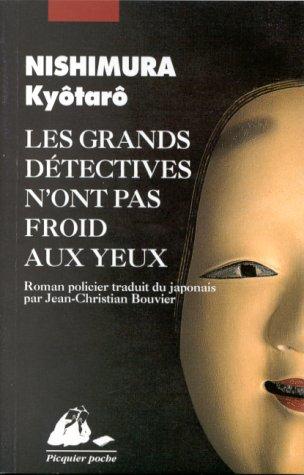 NISHIMURA
Kyôtarô
LES GRANDS
DÉTECTIVES
N'ONT PAS
FROID
AUX YEUX
Roman policier traduit du japonais
par Jean-Christian Bouvier
Picquier poche